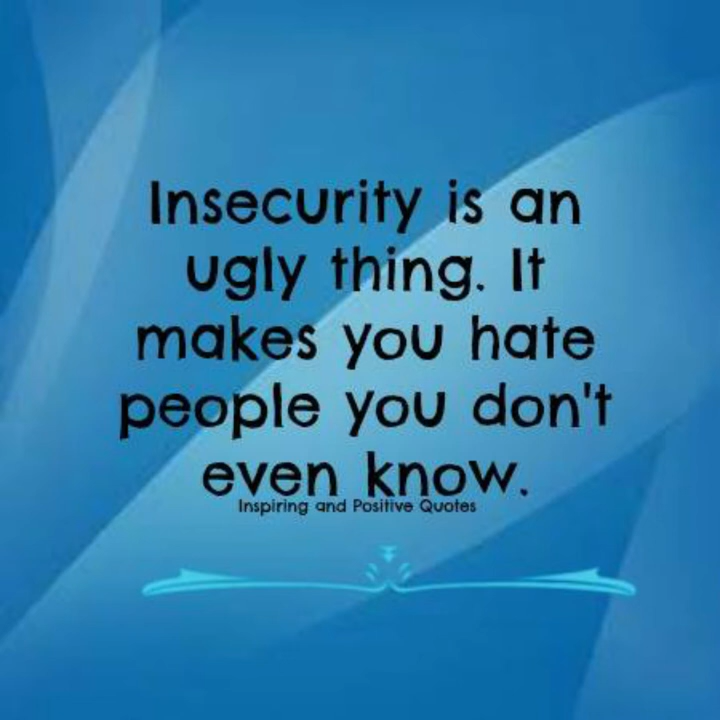 Insecurity is an
ugly thing. It
makes you hate
people you don't
even know.
Inspiring and Positive Quotes